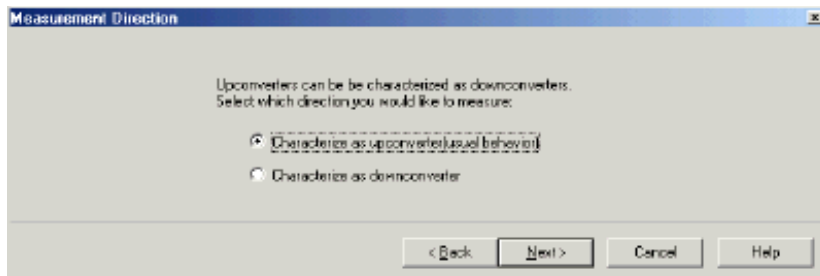 Measurement Direction
Upconverters can be be characterized as downconverters.
Select which direction you would like to measure:
Characterize as upconverter(usual behavior)
Characterize as downconverter
< Back
Next >
Cancel
Help